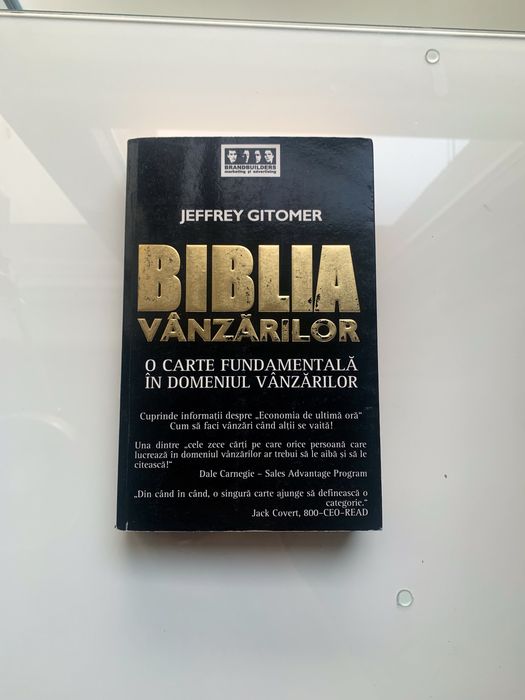 BRANDBUILDERS
marketing și advertising
JEFFREY GITOMER
BIBLIA
VÂNZĂRILOR
O CARTE FUNDAMENTALĂ
ÎN DOMENIUL VÂNZĂRILOR
Cuprinde informații despre „Economia de ultimă oră“
Cum să faci vânzări când alții se vaită!
Una dintre „cele zece cărți pe care orice persoană care
lucrează în domeniul vânzărilor ar trebui să le aibă și să le
citească!“
Dale Carnegie – Sales Advantage Program
„Din când în când, o singură carte ajunge să definească o
categorie.“
Jack Covert, 800-CEO-READ